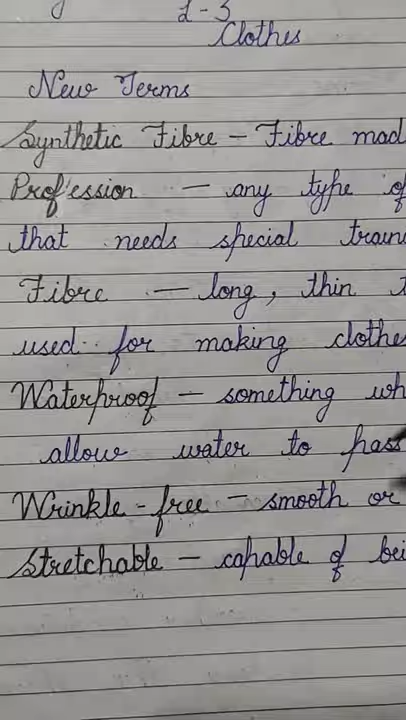 L-3
Clothes
New Terms
Synthetic Fibre - Fibre mad
Profession - any type of
that needs special train
Fibre - long, thin t
used for making clothe
Waterproof - something wh
allow water to pass
Wrinkle-free - smooth or
Stretchable - capable of bei